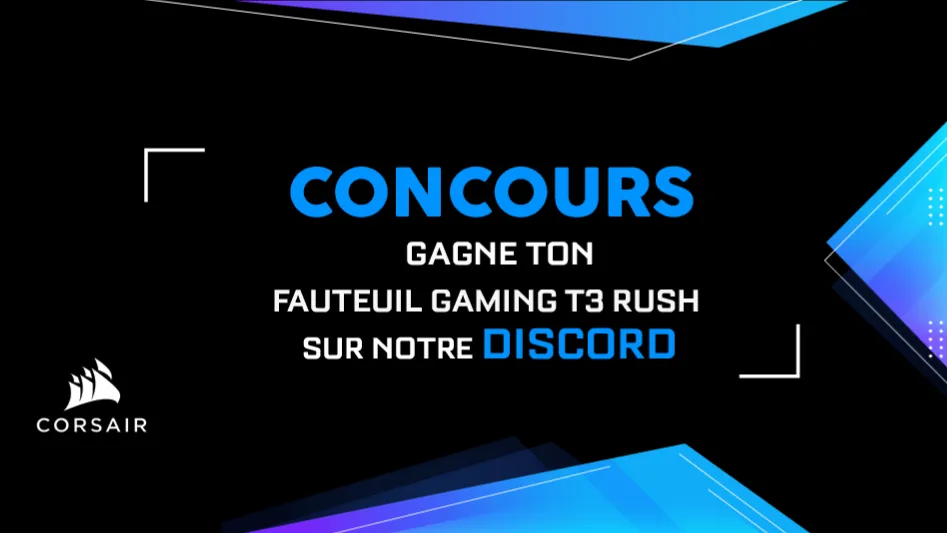 CONCOURS
GAGNE TON
FAUTEUIL GAMING T3 RUSH
SUR NOTRE DISCORD
CORSAIR